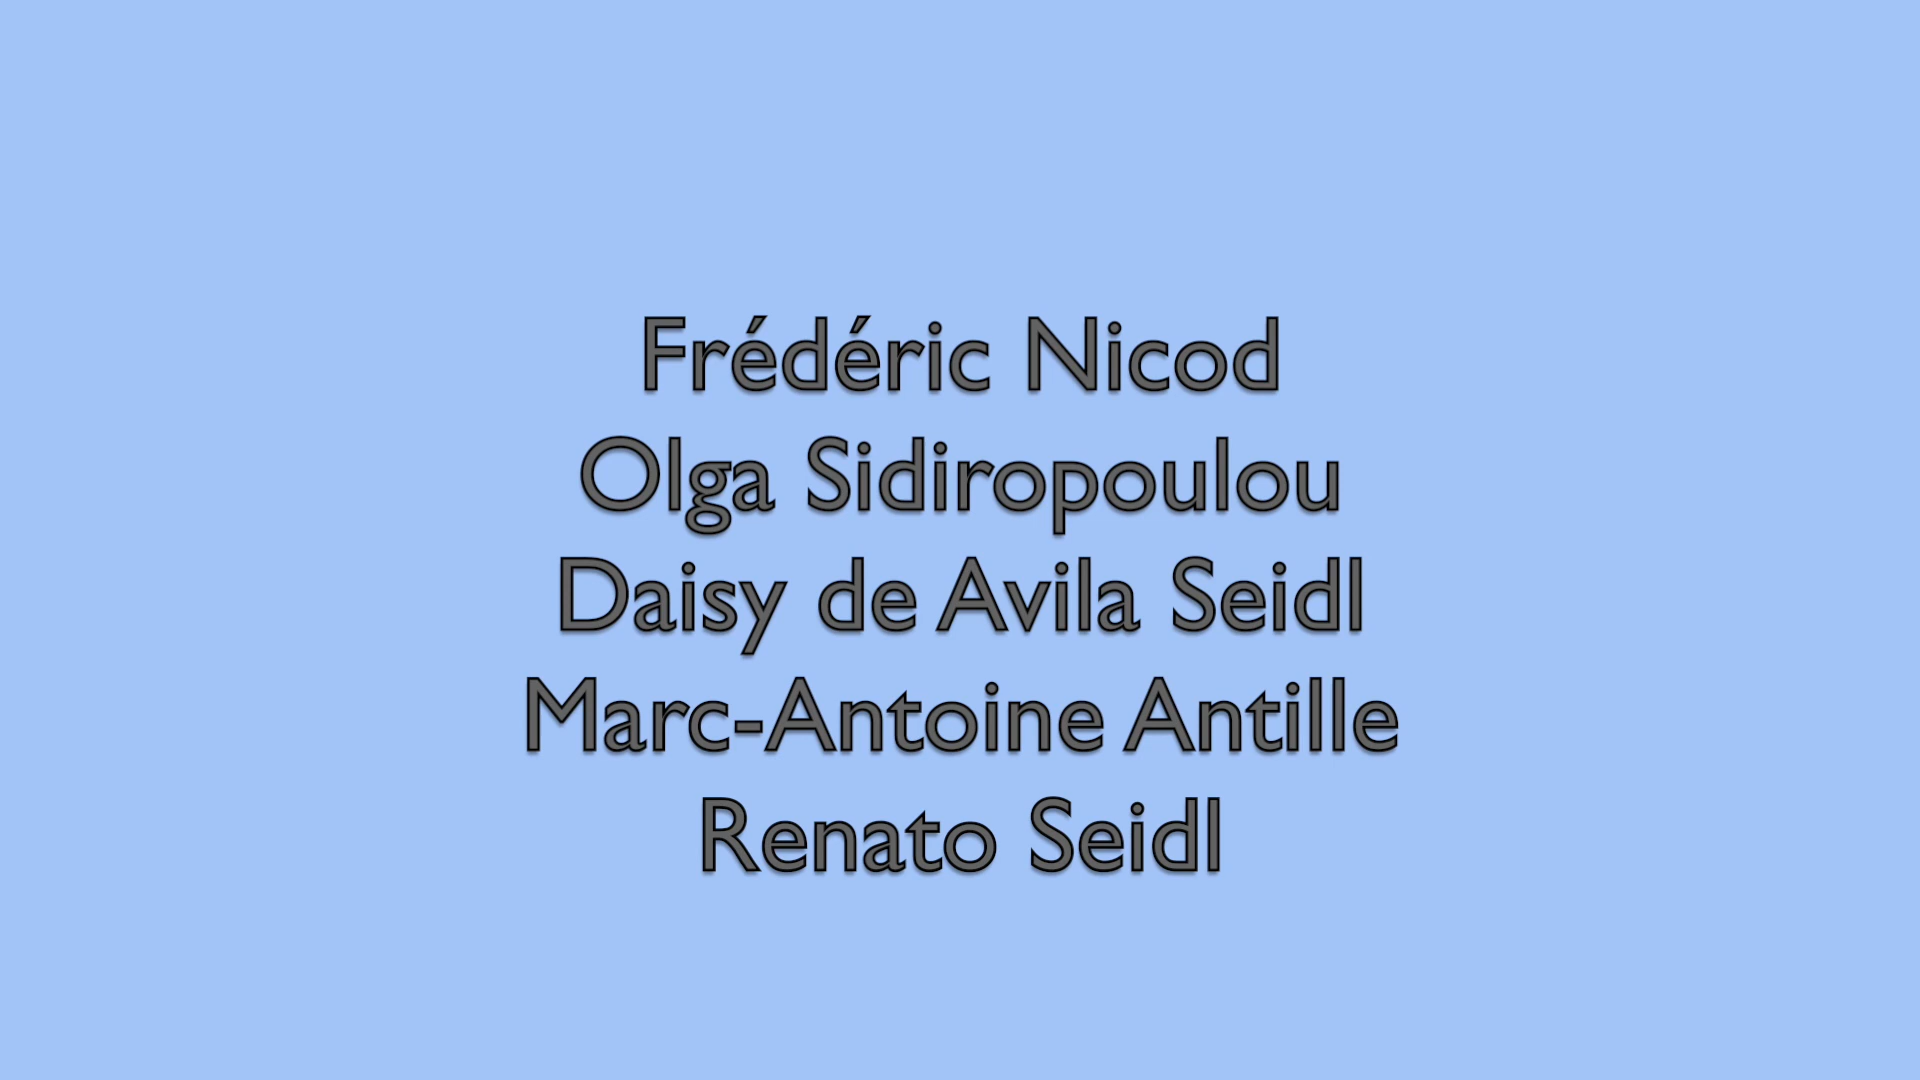 Frédéric Nicod
Olga Sidiropoulou
Daisy de Avila Seidl
Marc-Antoine Antille
Renato Seidl